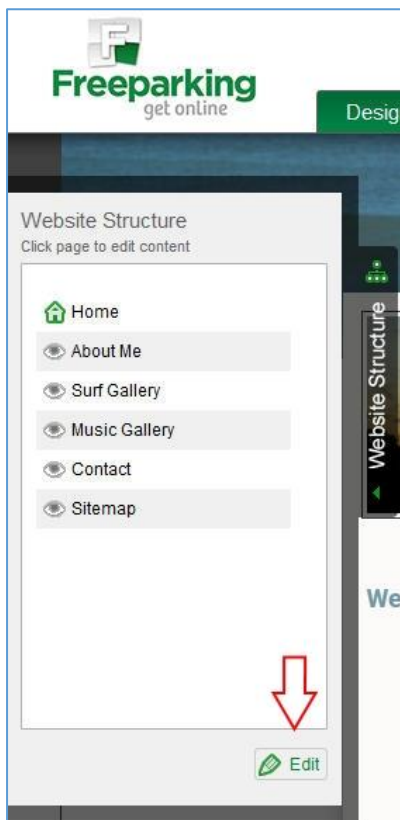 Freeparking
get online
Desig
Website Structure
Click page to edit content
Home
About Me
Surf Gallery
Music Gallery
Contact
Sitemap
Edit
Website Structure
We